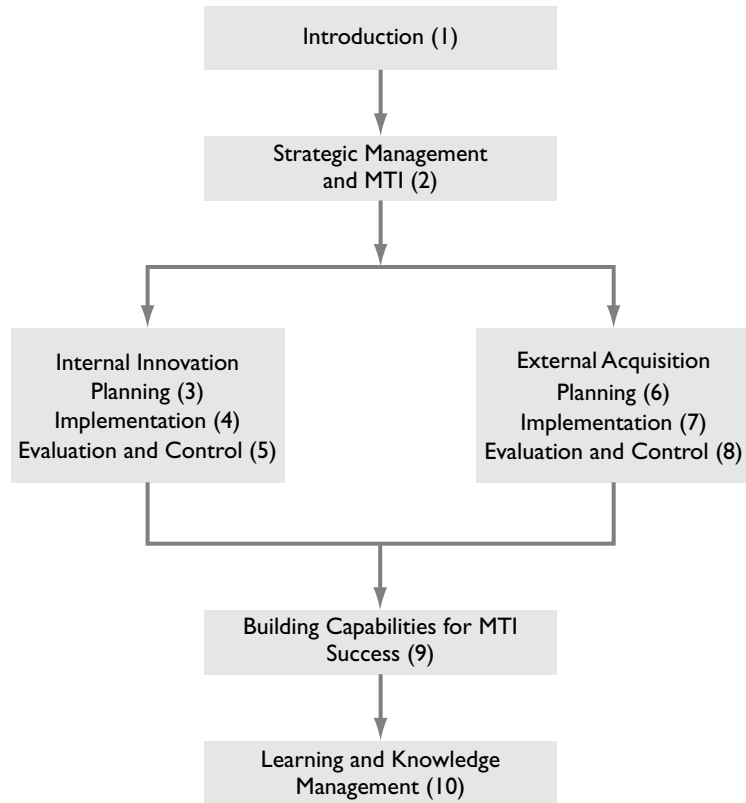 Introduction (1)
Strategic Management
and MTI (2)
Internal Innovation
Planning (3)
Implementation (4)
Evaluation and Control (5)
External Acquisition
Planning (6)
Implementation (7)
Evaluation and Control (8)
Building Capabilities for MTI
Success (9)
Learning and Knowledge
Management (10)